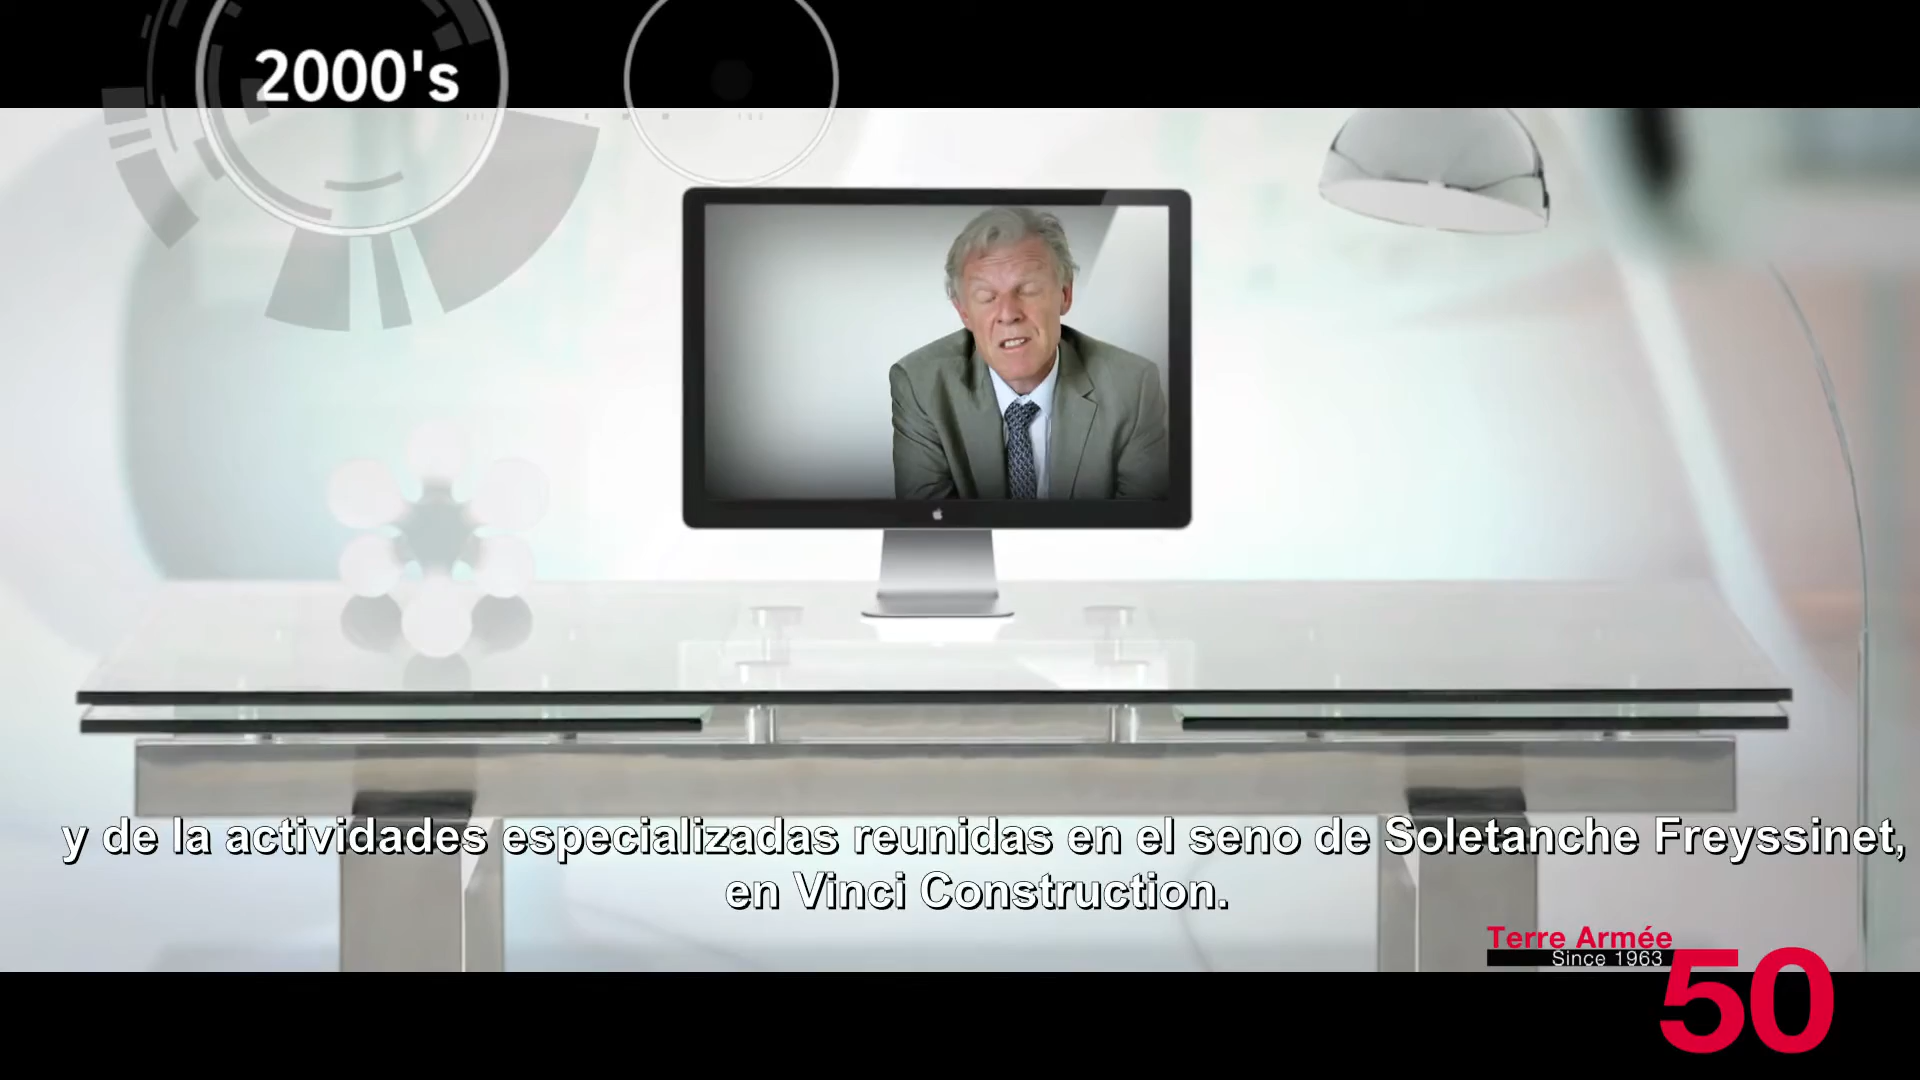 2000's
y de la actividades especializadas reunidas en el seno de Soletanche Freyssinet,
en Vinci Construction.
Terre Armée
Since 1963
50